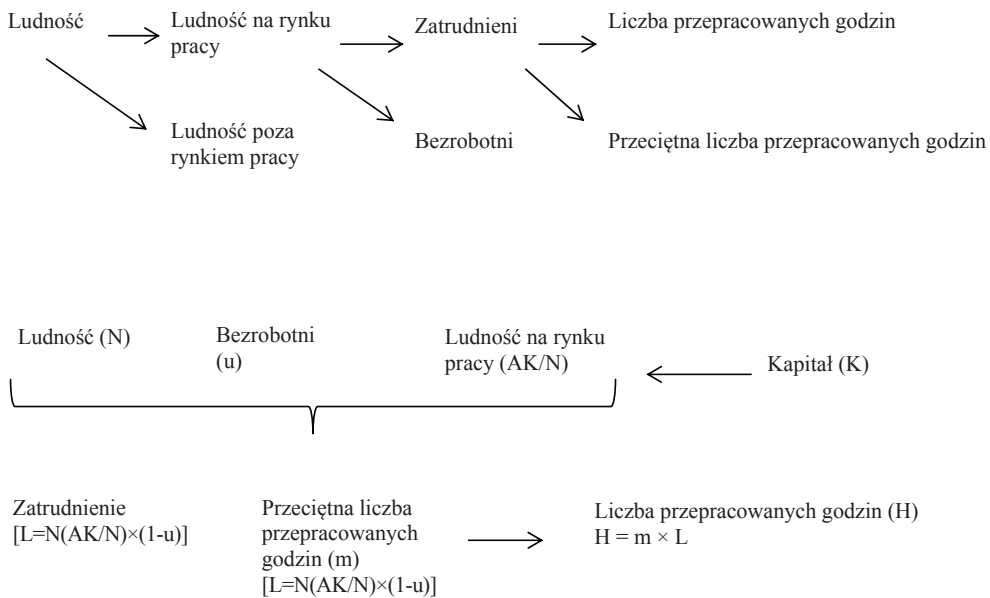 Ludność
Ludność na rynku
pracy
Zatrudnieni
Liczba przepracowanych godzin
Ludność poza
rynkiem pracy
Bezrobotni
Przeciętna liczba przepracowanych godzin
Ludność (N)
Bezrobotni
(u)
Ludność na rynku
pracy (AK/N)
Kapitał (K)
Zatrudnienie
[L=N(AK/N)×(1-u)]
Przeciętna liczba
przepracowanych
godzin (m)
[L=N(AK/N)×(1-u)]
Liczba przepracowanych godzin (H)
H = m × L